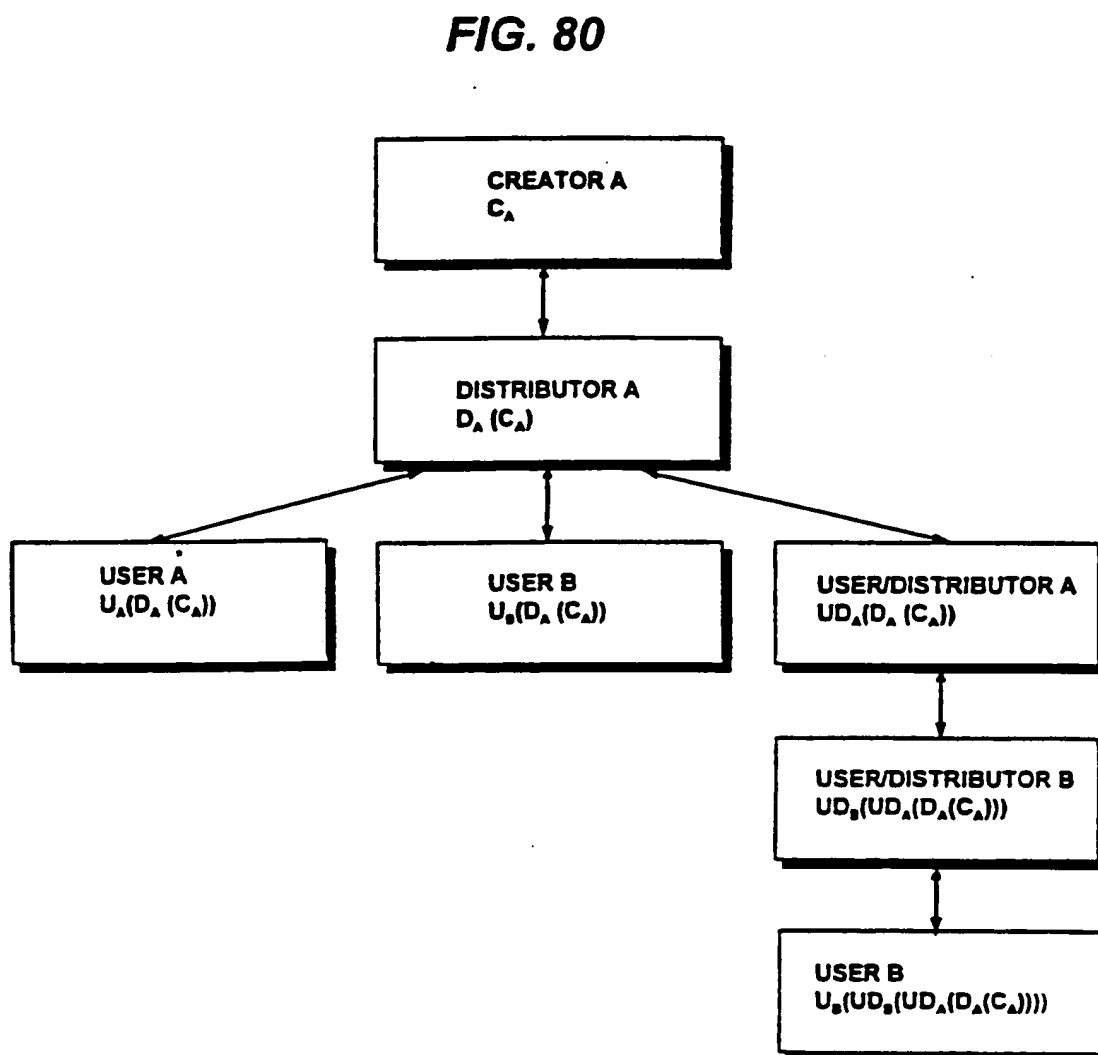 FIG. 80
CREATOR A
C_A
DISTRIBUTOR A
D_A (C_A)
USER A
U_A(D_A (C_A))
USER B
U_B(D_A (C_A))
USER/DISTRIBUTOR A
UD_A(D_A (C_A))
USER/DISTRIBUTOR B
UD_B(UD_A(D_A(C_A)))
USER B
U_B(UD_B(UD_A(D_A(C_A))))